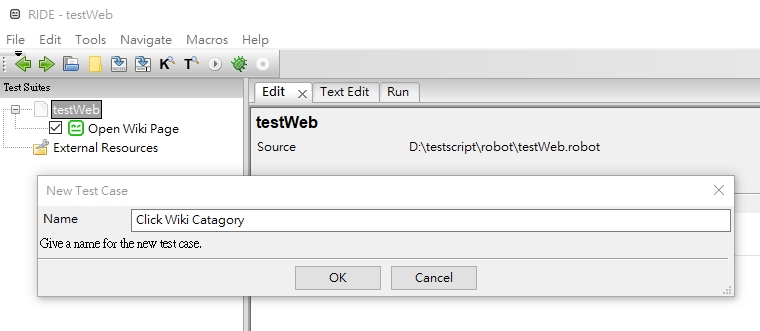 RIDE - testWeb
File Edit Tools Navigate Macros Help
Test Suites
testWeb
Open Wiki Page
External Resources
Edit Text Edit Run
testWeb
Source D:\testscript\robot\testWeb.robot
New Test Case
Name Click Wiki Catagory
Give a name for the new test case.
OK Cancel